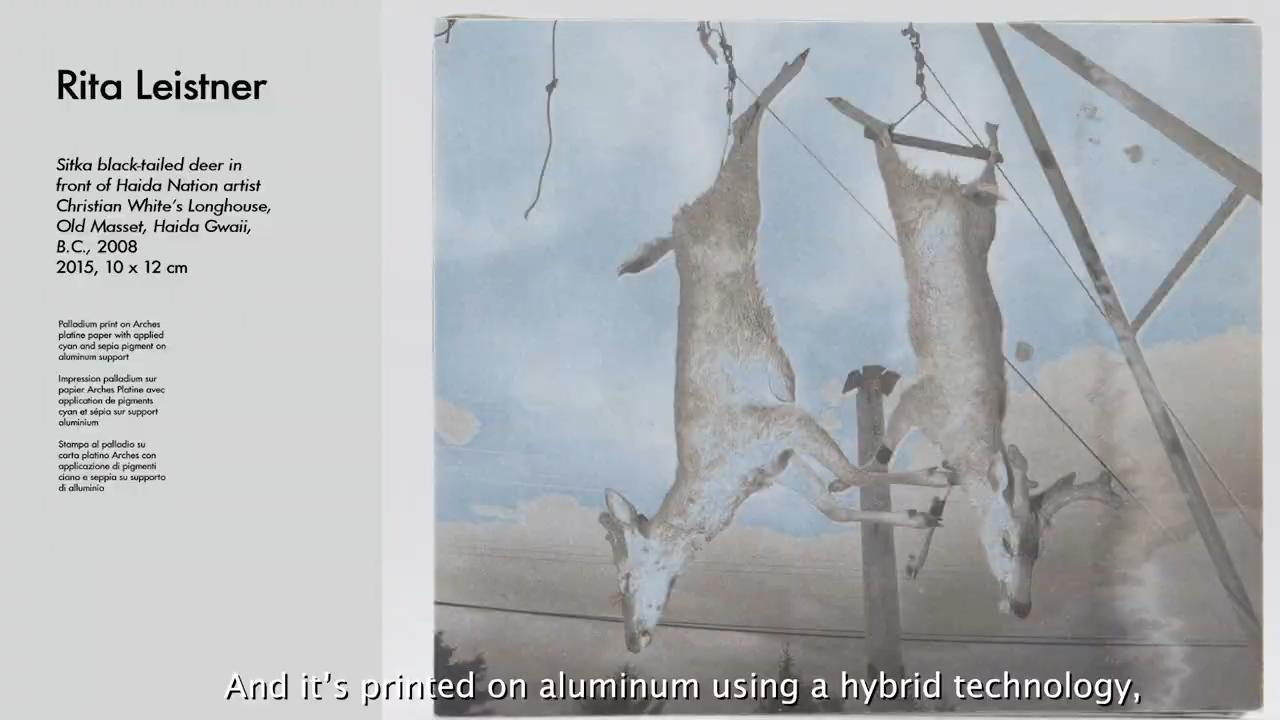 Rita Leistner
Sitka black-tailed deer in
front of Haida Nation artist
Christian White's Longhouse,
Old Masset, Haida Gwaii,
B.C., 2008
2015, 10 x 12 cm
Palladium print on Arches
platine paper with applied
cyan and sepia pigment on
aluminum support
Impression palladium sur
papier Arches Platine avec
application de pigments
cyan et sépia sur support
aluminium
Stampa al palladio su
carta platino Arches con
applicazione di pigmenti
ciano e seppia su supporto
di alluminio
And it's printed on aluminum using a hybrid technology,